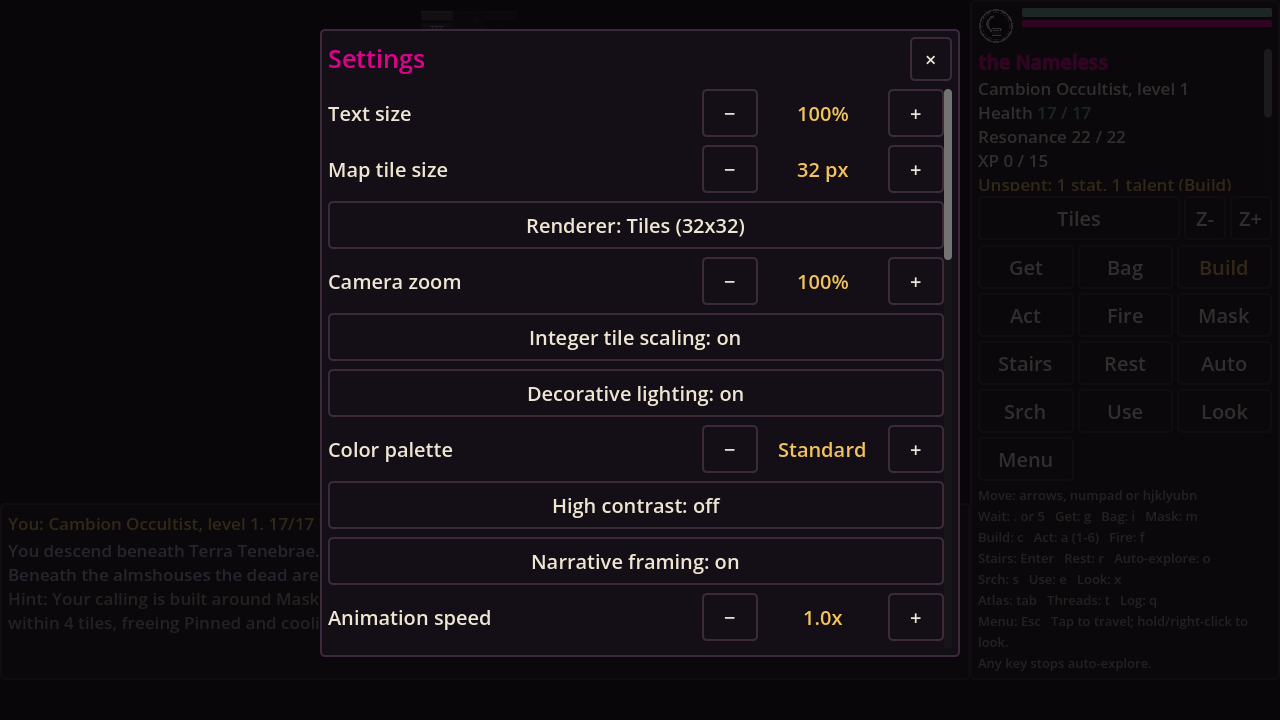 Settings
×
Text size − 100% +
Map tile size − 32 px +
Renderer: Tiles (32x32)
Camera zoom − 100% +
Integer tile scaling: on
Decorative lighting: on
Color palette − Standard +
High contrast: off
Narrative framing: on
Animation speed − 1.0x +
the Nameless
Cambion Occultist, level 1
Health 17 / 17
Resonance 22 / 22
XP 0 / 15
Unspent: 1 stat, 1 talent (Build)
Tiles Z- Z+
Get Bag Build
Act Fire Mask
Stairs Rest Auto
Srch Use Look
Menu
Move: arrows, numpad or hjklyubn
Wait: . or 5 Get: g Bag: i Mask: m
Build: c Act: a (1-6) Fire: f
Stairs: Enter Rest: r Auto-explore: o
Srch: s Use: e Look: x
Atlas: tab Threads: t Log: q
Menu: Esc Tap to travel; hold/right-click to
look.
Any key stops auto-explore.
You: Cambion Occultist, level 1. 17/17
You descend beneath Terra Tenebrae.
Beneath the almshouses the dead are
Hint: Your calling is built around Mask
within 4 tiles, freeing Pinned and cooli